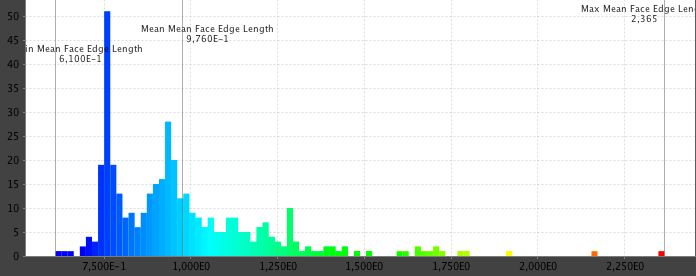 Max Mean Face Edge Len
2,365
Mean Mean Face Edge Length
9,760E-1
in Mean Face Edge Length
6,100E-1
50
45
40
35
30
25
20
15
10
5
0
7,500E-1 1,000E0 1,250E0 1,500E0 1,750E0 2,000E0 2,250E0